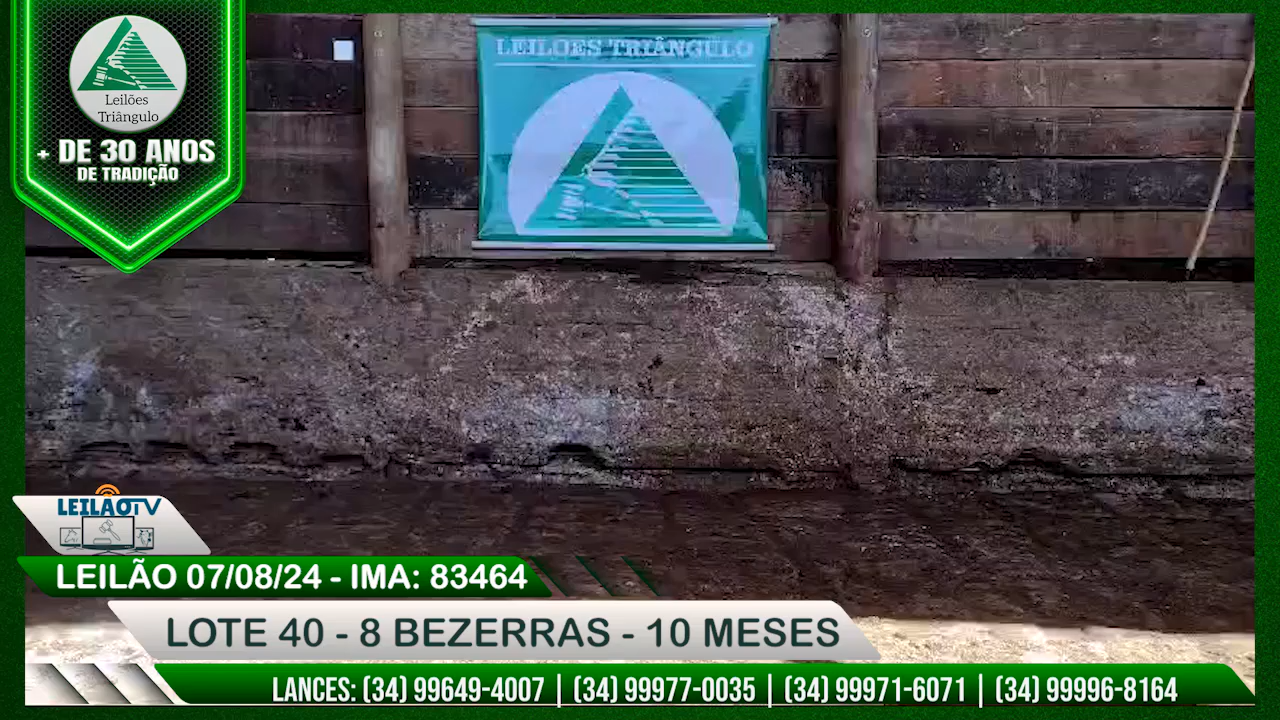 Leilões
Triângulo
+ DE 30 ANOS
DE TRADIÇÃO
LEILÕES TRIÂNGULO
LEILÃOTV
LEILÃO 07/08/24 - IMA: 83464
LOTE 40 - 8 BEZERRAS - 10 MESES
LANCES: (34) 99649-4007 | (34) 99977-0035 | (34) 99971-6071 | (34) 99996-8164